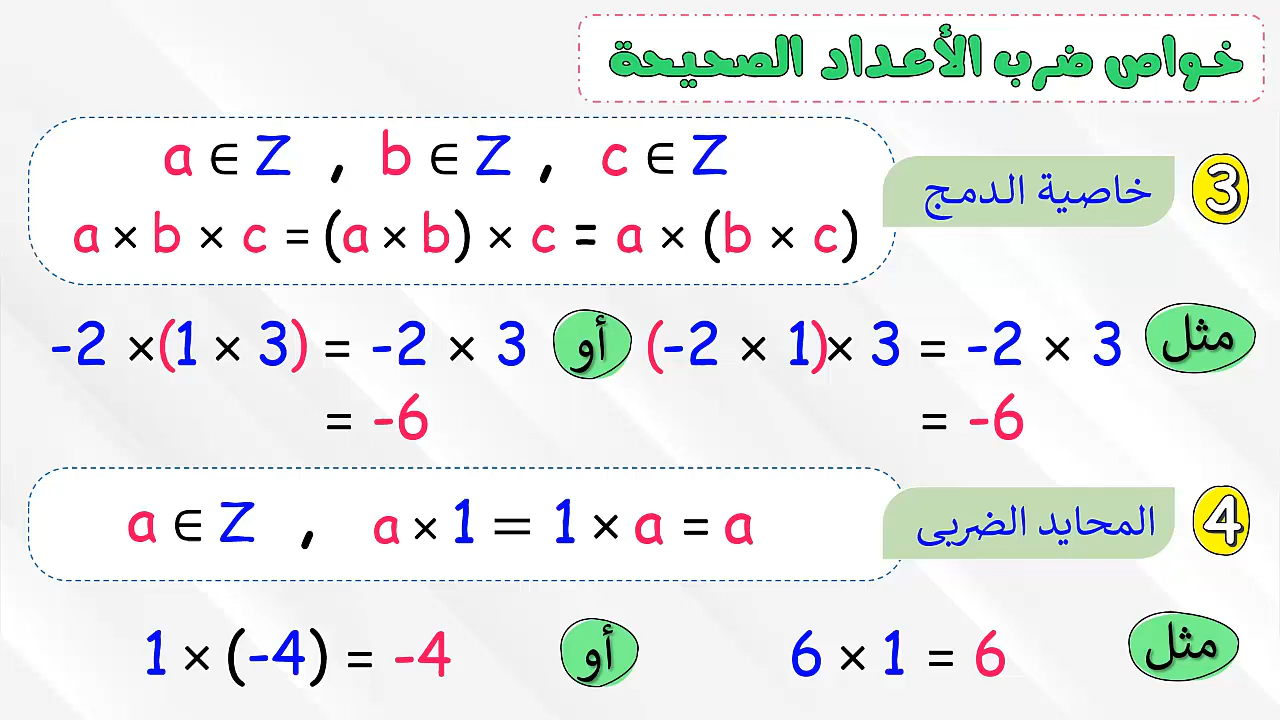 خواص ضرب الأعداد الصحيحة
3 خاصية الدمج
a ∈ Z , b ∈ Z , c ∈ Z
a × b × c = (a × b) × c = a × (b × c)
مثل
(-2 × 1)× 3 = -2 × 3
= -6
أو
-2 ×(1 × 3) = -2 × 3
= -6
4 المحايد الضربى
a ∈ Z , a × 1 = 1 × a = a
مثل
6 × 1 = 6
أو
1 × (-4) = -4